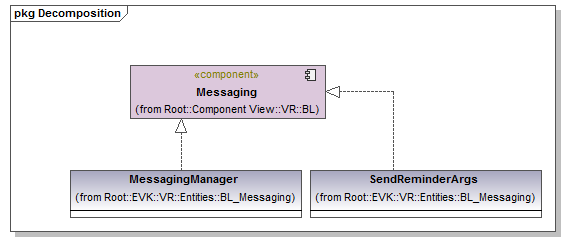 pkg Decomposition
«component»
Messaging
(from Root::Component View::VR::BL)
MessagingManager
(from Root::EVK::VR::Entities::BL_Messaging)
SendReminderArgs
(from Root::EVK::VR::Entities::BL_Messaging)